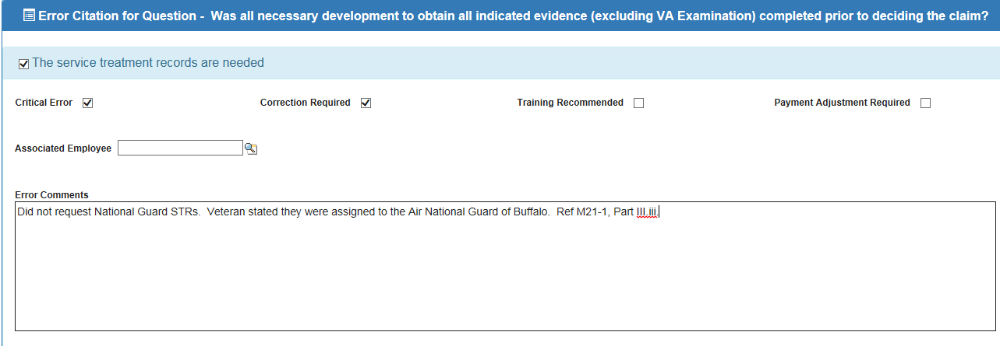 Error Citation for Question - Was all necessary development to obtain all indicated evidence (excluding VA Examination) completed prior to deciding the claim?
The service treatment records are needed
Critical Error Correction Required Training Recommended Payment Adjustment Required
Associated Employee
Error Comments
Did not request National Guard STRs. Veteran stated they were assigned to the Air National Guard of Buffalo. Ref M21-1, Part III.iii.